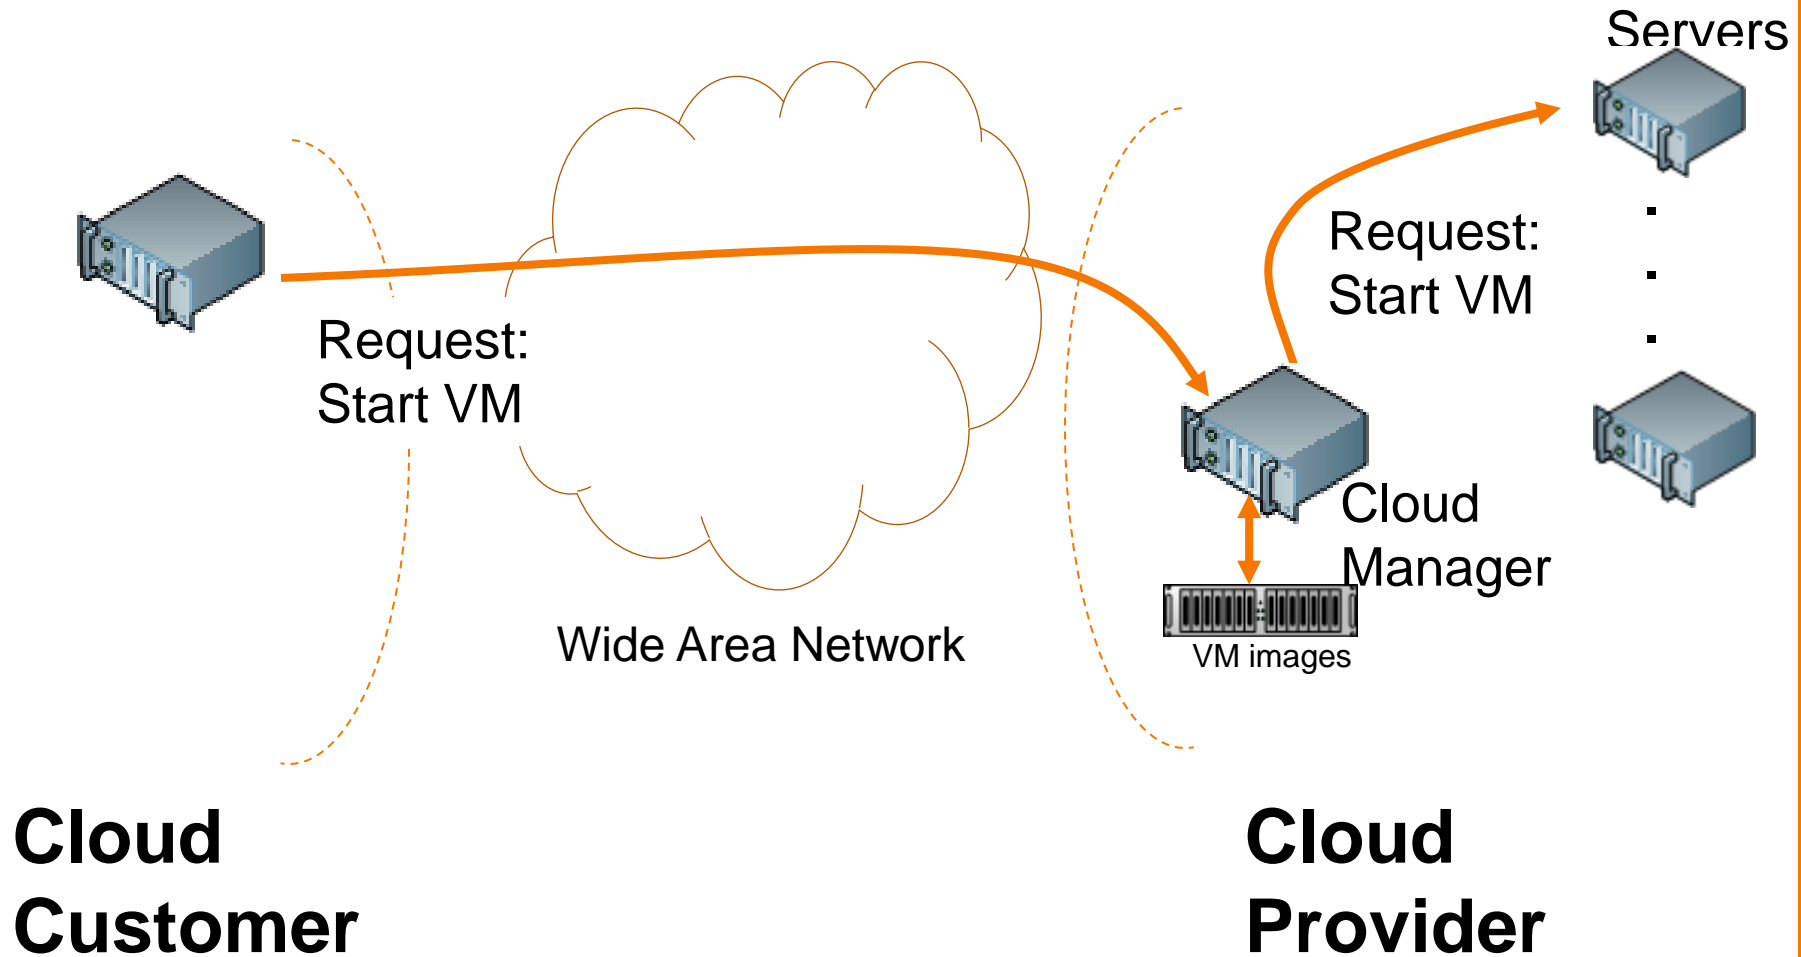 Servers
Request:
Start VM
Request:
Start VM
Cloud
Manager
Wide Area Network
VM images
Cloud
Customer
Cloud
Provider